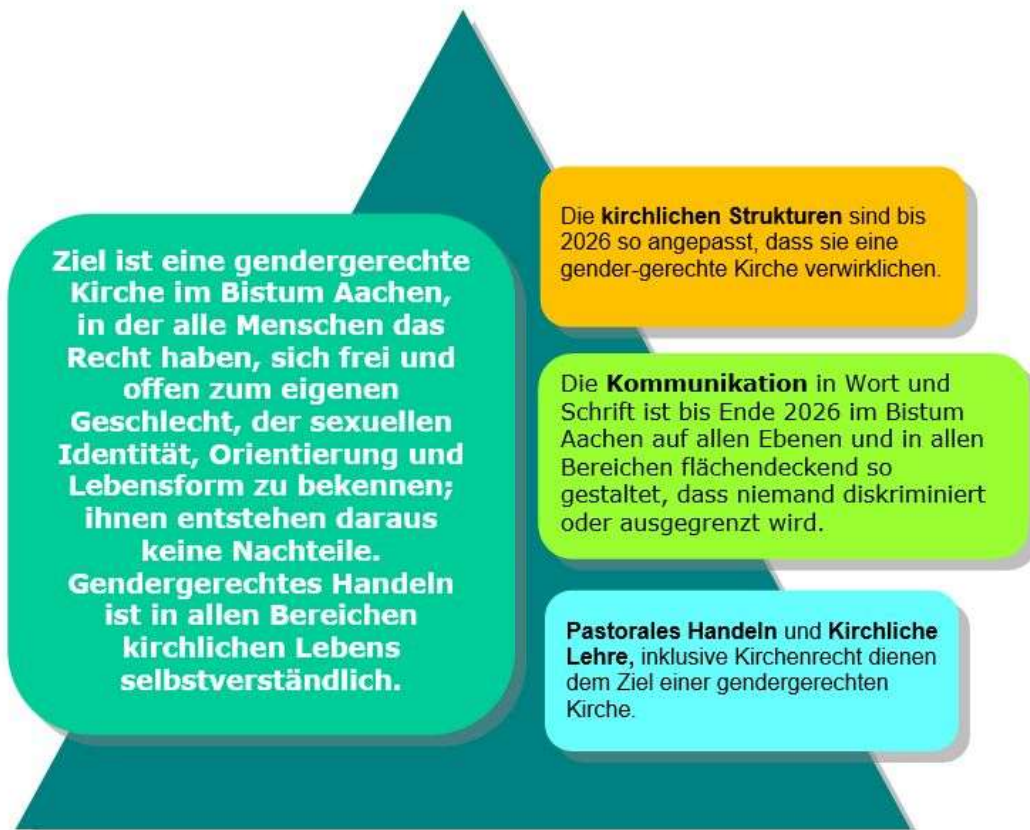 Ziel ist eine gendergerechte
Kirche im Bistum Aachen,
in der alle Menschen das
Recht haben, sich frei und
offen zum eigenen
Geschlecht, der sexuellen
Identität, Orientierung und
Lebensform zu bekennen;
ihnen entstehen daraus
keine Nachteile.
Gendergerechtes Handeln
ist in allen Bereichen
kirchlichen Lebens
selbstverständlich.
Die kirchlichen Strukturen sind bis
2026 so angepasst, dass sie eine
gender-gerechte Kirche verwirklichen.
Die Kommunikation in Wort und
Schrift ist bis Ende 2026 im Bistum
Aachen auf allen Ebenen und in allen
Bereichen flächendeckend so
gestaltet, dass niemand diskriminiert
oder ausgegrenzt wird.
Pastorales Handeln und Kirchliche
Lehre, inklusive Kirchenrecht dienen
dem Ziel einer gendergerechten
Kirche.